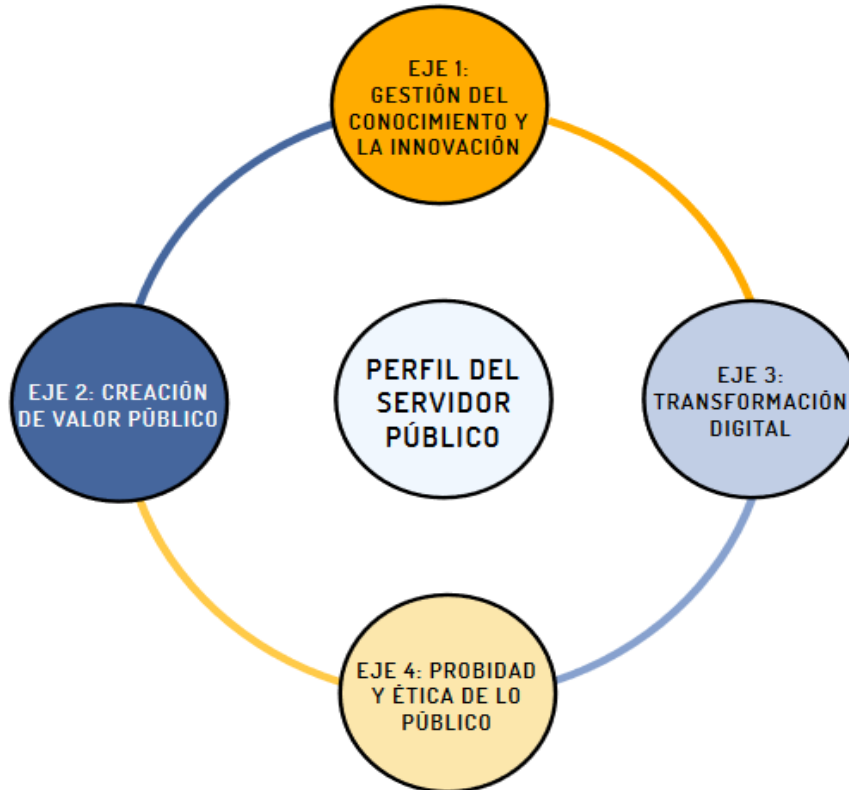 EJE 1:
GESTIÓN DEL
CONOCIMIENTO Y
LA INNOVACIÓN
EJE 2: CREACIÓN
DE VALOR PÚBLICO
PERFIL DEL
SERVIDOR
PÚBLICO
EJE 3:
TRANSFORMACIÓN
DIGITAL
EJE 4: PROBIDAD
Y ÉTICA DE LO
PÚBLICO